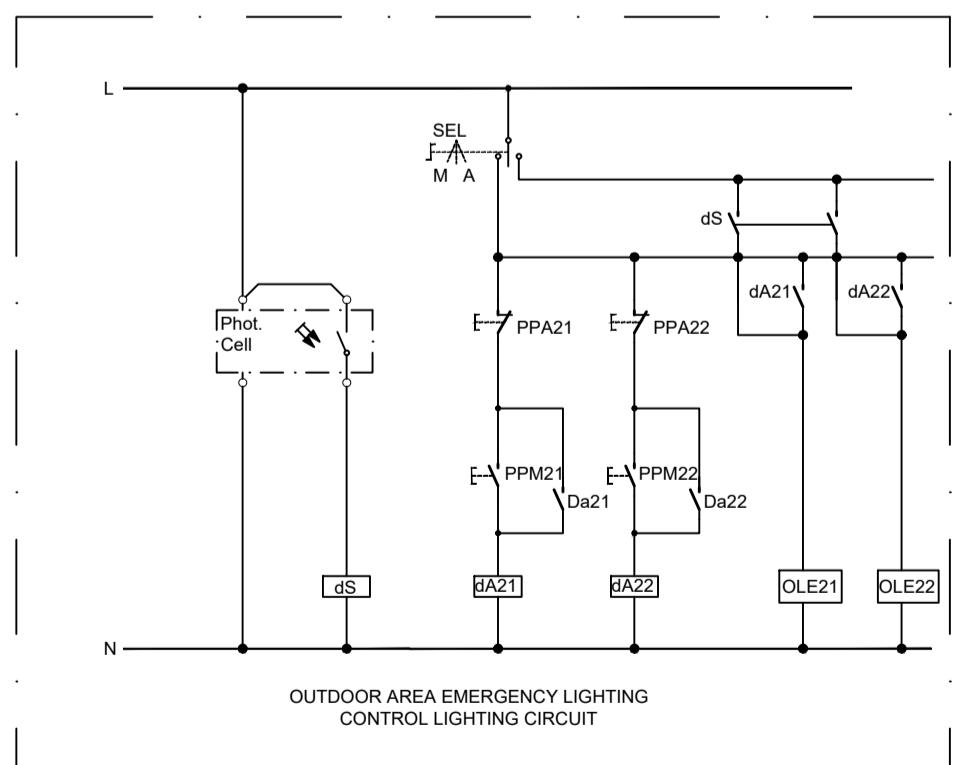 L
SEL
M A
dS
dA21
dA22
Phot.
Cell
PPA21
PPA22
PPM21
Da21
PPM22
Da22
dS
dA21
dA22
OLE21
OLE22
N
OUTDOOR AREA EMERGENCY LIGHTING
CONTROL LIGHTING CIRCUIT